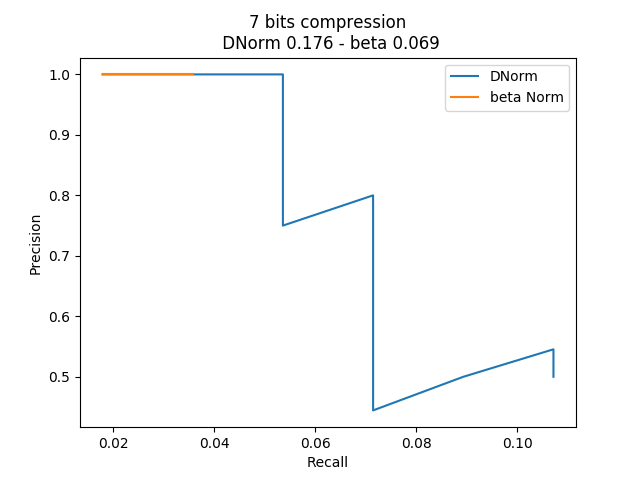 7 bits compression
DNorm 0.176 - beta 0.069
DNorm
beta Norm
1.0
0.9
0.8
0.7
0.6
0.5
Precision
0.02 0.04 0.06 0.08 0.10
Recall